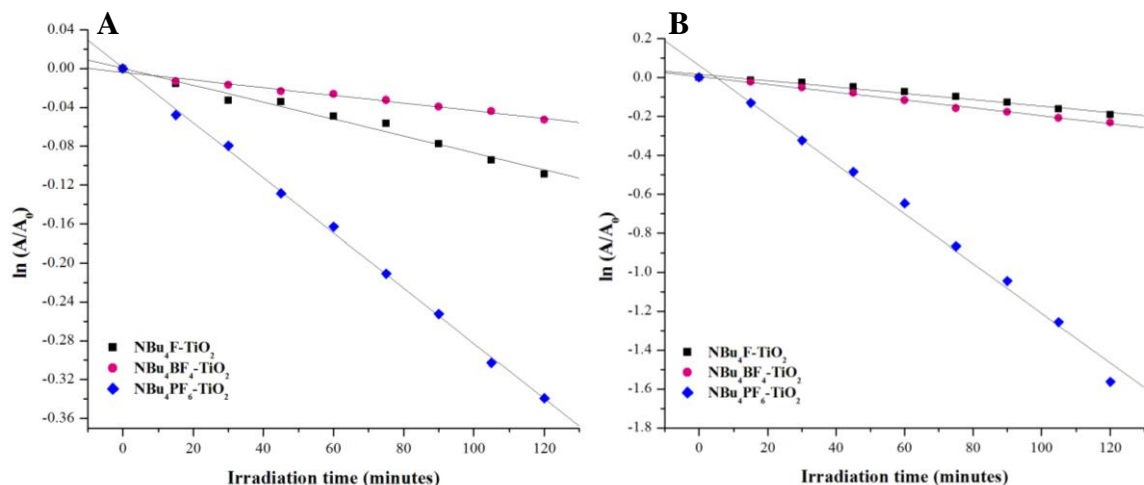 A
0.04
0.00
-0.04
-0.08
-0.12
-0.16
-0.20
-0.24
-0.28
-0.32
-0.36
ln (A/A₀)
NBu₄F-TiO₂
NBu₄BF₄-TiO₂
NBu₄PF₆-TiO₂
0 20 40 60 80 100 120
Irradiation time (minutes)
B
0.2
0.0
-0.2
-0.4
-0.6
-0.8
-1.0
-1.2
-1.4
-1.6
-1.8
ln (A/A₀)
NBu₄F-TiO₂
NBu₄BF₄-TiO₂
NBu₄PF₆-TiO₂
0 20 40 60 80 100 120
Irradiation time (minutes)